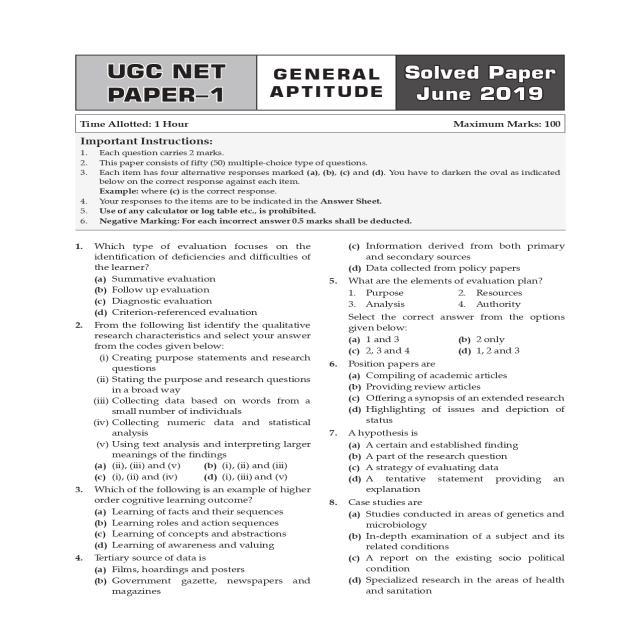 UGC NET
PAPER–1
GENERAL
APTITUDE
Solved Paper
June 2019
Time Allotted: 1 Hour Maximum Marks: 100
Important Instructions:
1. Each question carries 2 marks.
2. This paper consists of fifty (50) multiple-choice type of questions.
3. Each item has four alternative responses marked (a), (b), (c) and (d). You have to darken the oval as indicated
below on the correct response against each item.
Example: where (c) is the correct response.
4. Your responses to the items are to be indicated in the Answer Sheet.
5. Use of any calculator or log table etc., is prohibited.
6. Negative Marking: For each incorrect answer 0.5 marks shall be deducted.
1. Which type of evaluation focuses on the
identification of deficiencies and difficulties of
the learner?
(a) Summative evaluation
(b) Follow up evaluation
(c) Diagnostic evaluation
(d) Criterion-referenced evaluation
2. From the following list identify the qualitative
research characteristics and select your answer
from the codes given below:
(i) Creating purpose statements and research
questions
(ii) Stating the purpose and research questions
in a broad way
(iii) Collecting data based on words from a
small number of individuals
(iv) Collecting numeric data and statistical
analysis
(v) Using text analysis and interpreting larger
meanings of the findings
(a) (ii), (iii) and (v) (b) (i), (ii) and (iii)
(c) (i), (ii) and (iv) (d) (i), (iii) and (v)
3. Which of the following is an example of higher
order cognitive learning outcome?
(a) Learning of facts and their sequences
(b) Learning roles and action sequences
(c) Learning of concepts and abstractions
(d) Learning of awareness and valuing
4. Tertiary source of data is
(a) Films, hoardings and posters
(b) Government gazette, newspapers and
magazines
(c) Information derived from both primary
and secondary sources
(d) Data collected from policy papers
5. What are the elements of evaluation plan?
1. Purpose 2. Resources
3. Analysis 4. Authority
Select the correct answer from the options
given below:
(a) 1 and 3 (b) 2 only
(c) 2, 3 and 4 (d) 1, 2 and 3
6. Position papers are
(a) Compiling of academic articles
(b) Providing review articles
(c) Offering a synopsis of an extended research
(d) Highlighting of issues and depiction of
status
7. A hypothesis is
(a) A certain and established finding
(b) A part of the research question
(c) A strategy of evaluating data
(d) A tentative statement providing an
explanation
8. Case studies are
(a) Studies conducted in areas of genetics and
microbiology
(b) In-depth examination of a subject and its
related conditions
(c) A report on the existing socio political
condition
(d) Specialized research in the areas of health
and sanitation